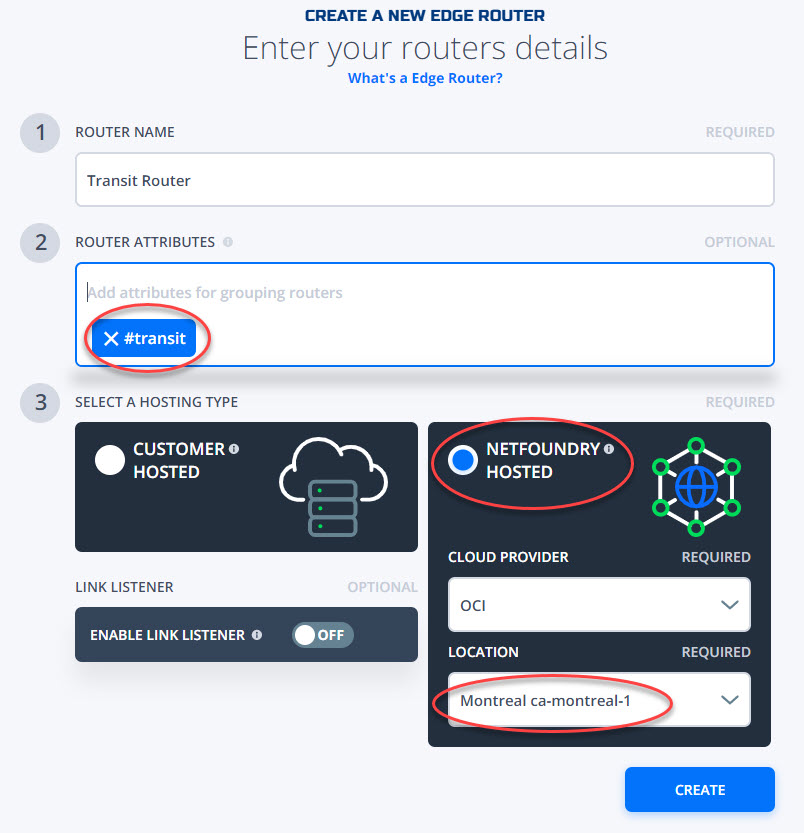 CREATE A NEW EDGE ROUTER
Enter your routers details
What's a Edge Router?
1 ROUTER NAME REQUIRED
Transit Router
2 ROUTER ATTRIBUTES OPTIONAL
Add attributes for grouping routers
#transit
3 SELECT A HOSTING TYPE REQUIRED
CUSTOMER
HOSTED
NETFOUNDRY
HOSTED
CLOUD PROVIDER REQUIRED
OCI
LINK LISTENER OPTIONAL
ENABLE LINK LISTENER OFF
LOCATION REQUIRED
Montreal ca-montreal-1
CREATE